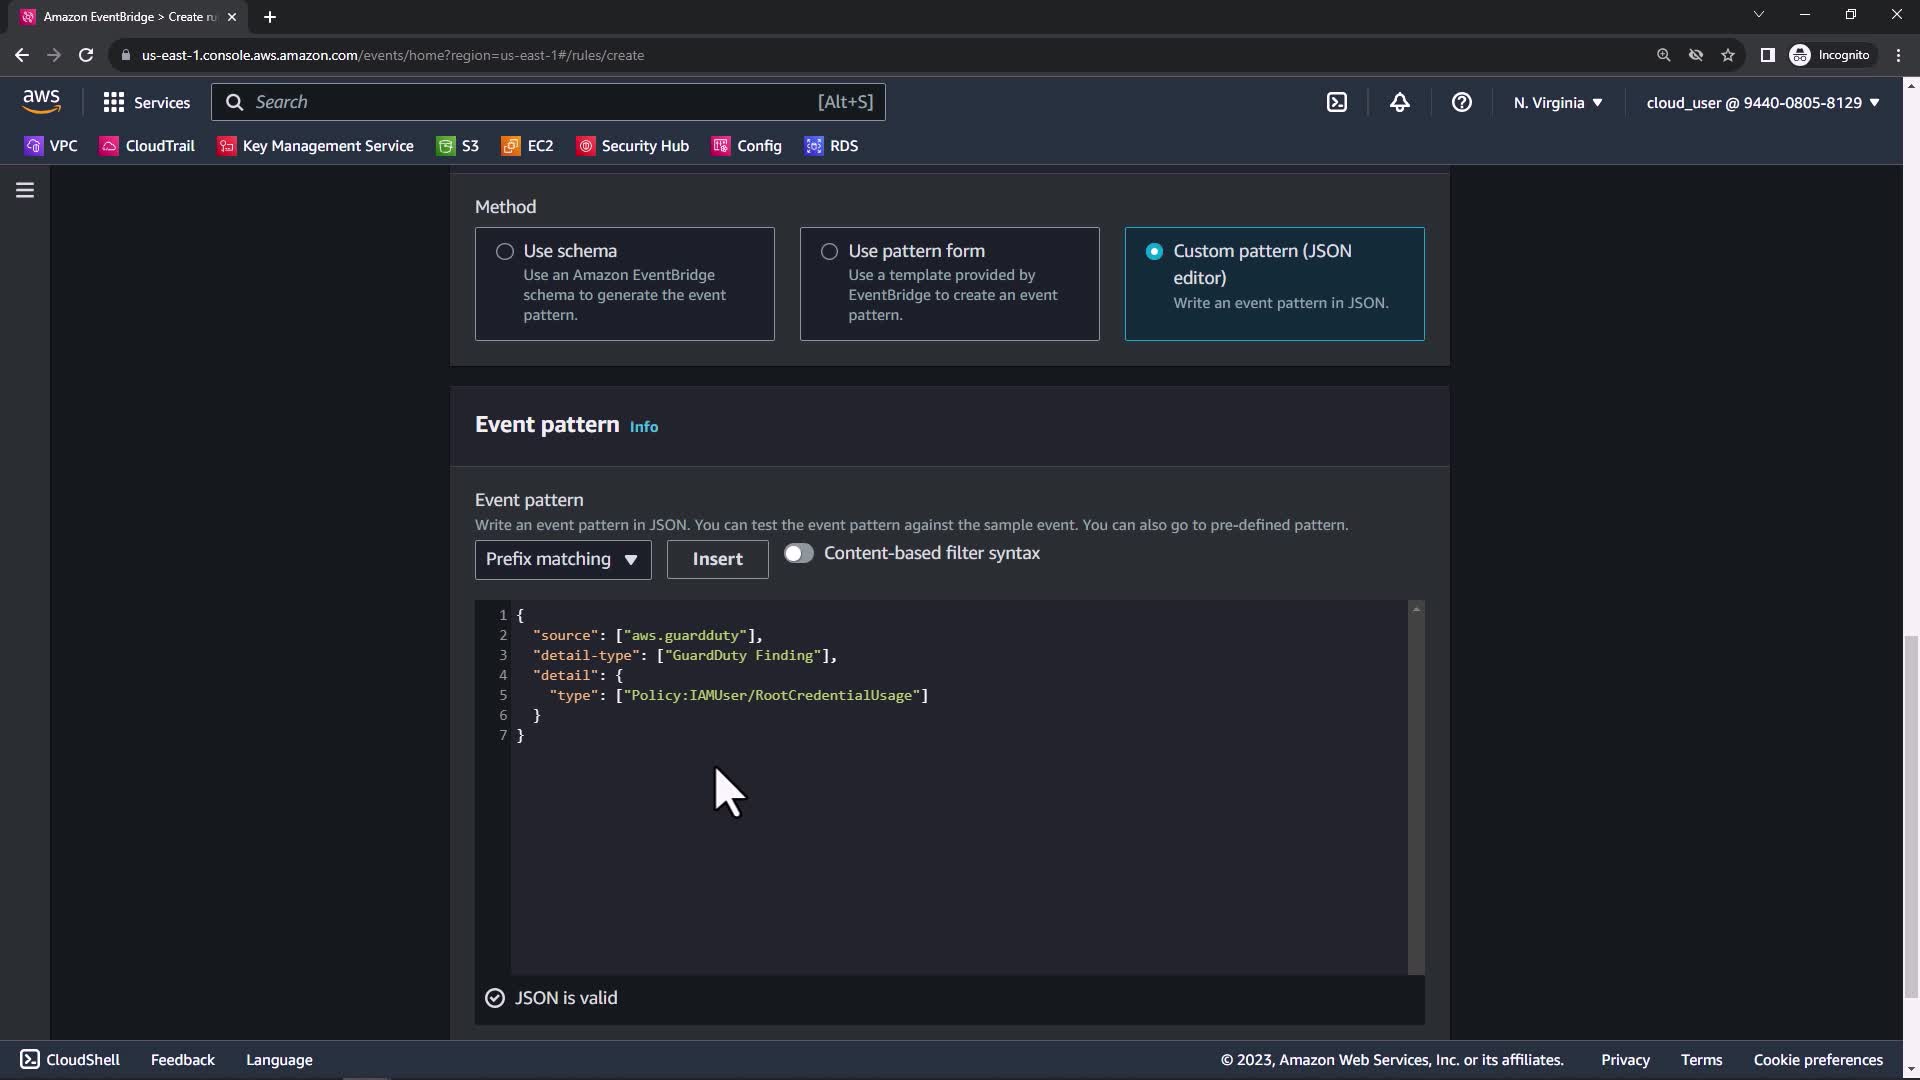 Amazon EventBridge > Create ru
us-east-1.console.aws.amazon.com/events/home?region=us-east-1#/rules/create
Incognito
aws
Services
Search
[Alt+S]
N. Virginia
cloud_user @ 9440-0805-8129
VPC
CloudTrail
Key Management Service
S3
EC2
Security Hub
Config
RDS
Method
Use schema
Use an Amazon EventBridge
schema to generate the event
pattern.
Use pattern form
Use a template provided by
EventBridge to create an event
pattern.
Custom pattern (JSON
editor)
Write an event pattern in JSON.
Event pattern Info
Event pattern
Write an event pattern in JSON. You can test the event pattern against the sample event. You can also go to pre-defined pattern.
Prefix matching
Insert
Content-based filter syntax
1 {
2 "source": ["aws.guardduty"],
3 "detail-type": ["GuardDuty Finding"],
4 "detail": {
5 "type": ["Policy:IAMUser/RootCredentialUsage"]
6 }
7 }
JSON is valid
CloudShell
Feedback
Language
© 2023, Amazon Web Services, Inc. or its affiliates.
Privacy
Terms
Cookie preferences